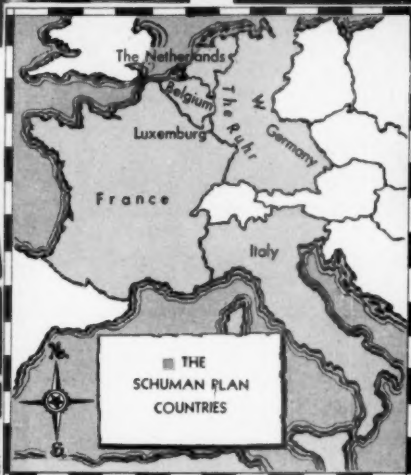 The Netherlands
Belgium
The Ruhr
W Germany
Luxemburg
France
Italy
N.
S.
THE
SCHUMAN PLAN
COUNTRIES